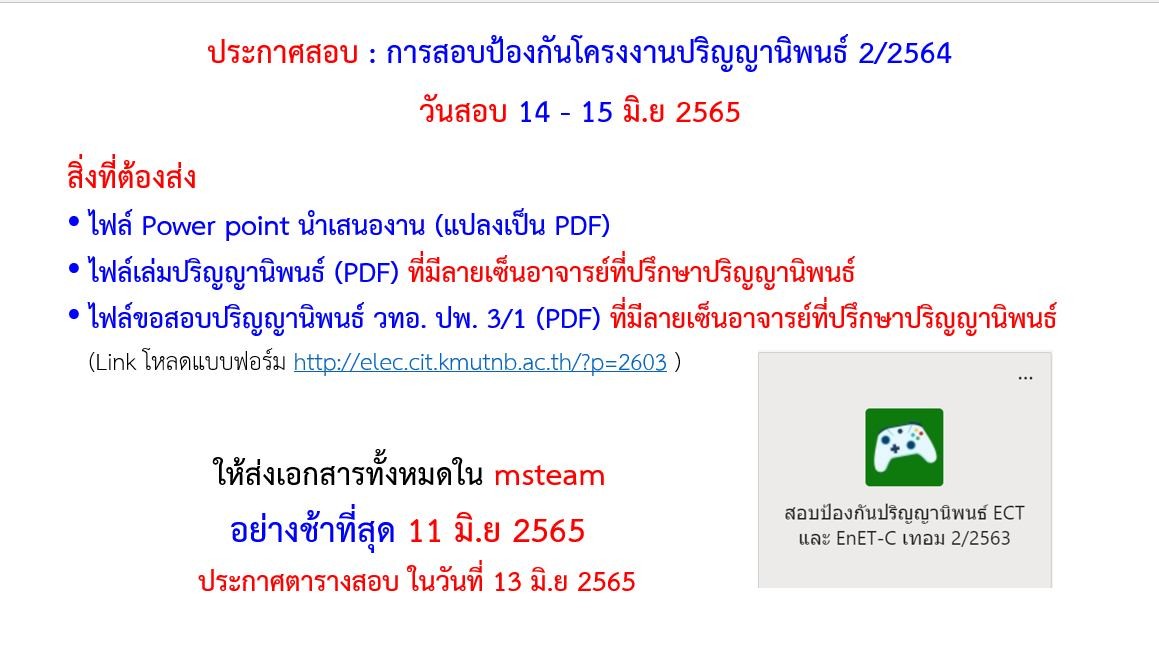 ประกาศสอบ : การสอบป้องกันโครงงานปริญญานิพนธ์ 2/2564
วันสอบ 14 - 15 มิ.ย 2565
สิ่งที่ต้องส่ง
• ไฟล์ Power point นำเสนองาน (แปลงเป็น PDF)
• ไฟล์เล่มปริญญานิพนธ์ (PDF) ที่มีลายเซ็นอาจารย์ที่ปรึกษาปริญญานิพนธ์
• ไฟล์ขอสอบปริญญานิพนธ์ วทอ. ปพ. 3/1 (PDF) ที่มีลายเซ็นอาจารย์ที่ปรึกษาปริญญานิพนธ์
(Link โหลดแบบฟอร์ม http://elec.cit.kmutnb.ac.th/?p=2603 )
ให้ส่งเอกสารทั้งหมดใน msteam
อย่างช้าที่สุด 11 มิ.ย 2565
ประกาศตารางสอบ ในวันที่ 13 มิ.ย 2565
...
สอบป้องกันปริญญานิพนธ์ ECT
และ EnET-C เทอม 2/2563